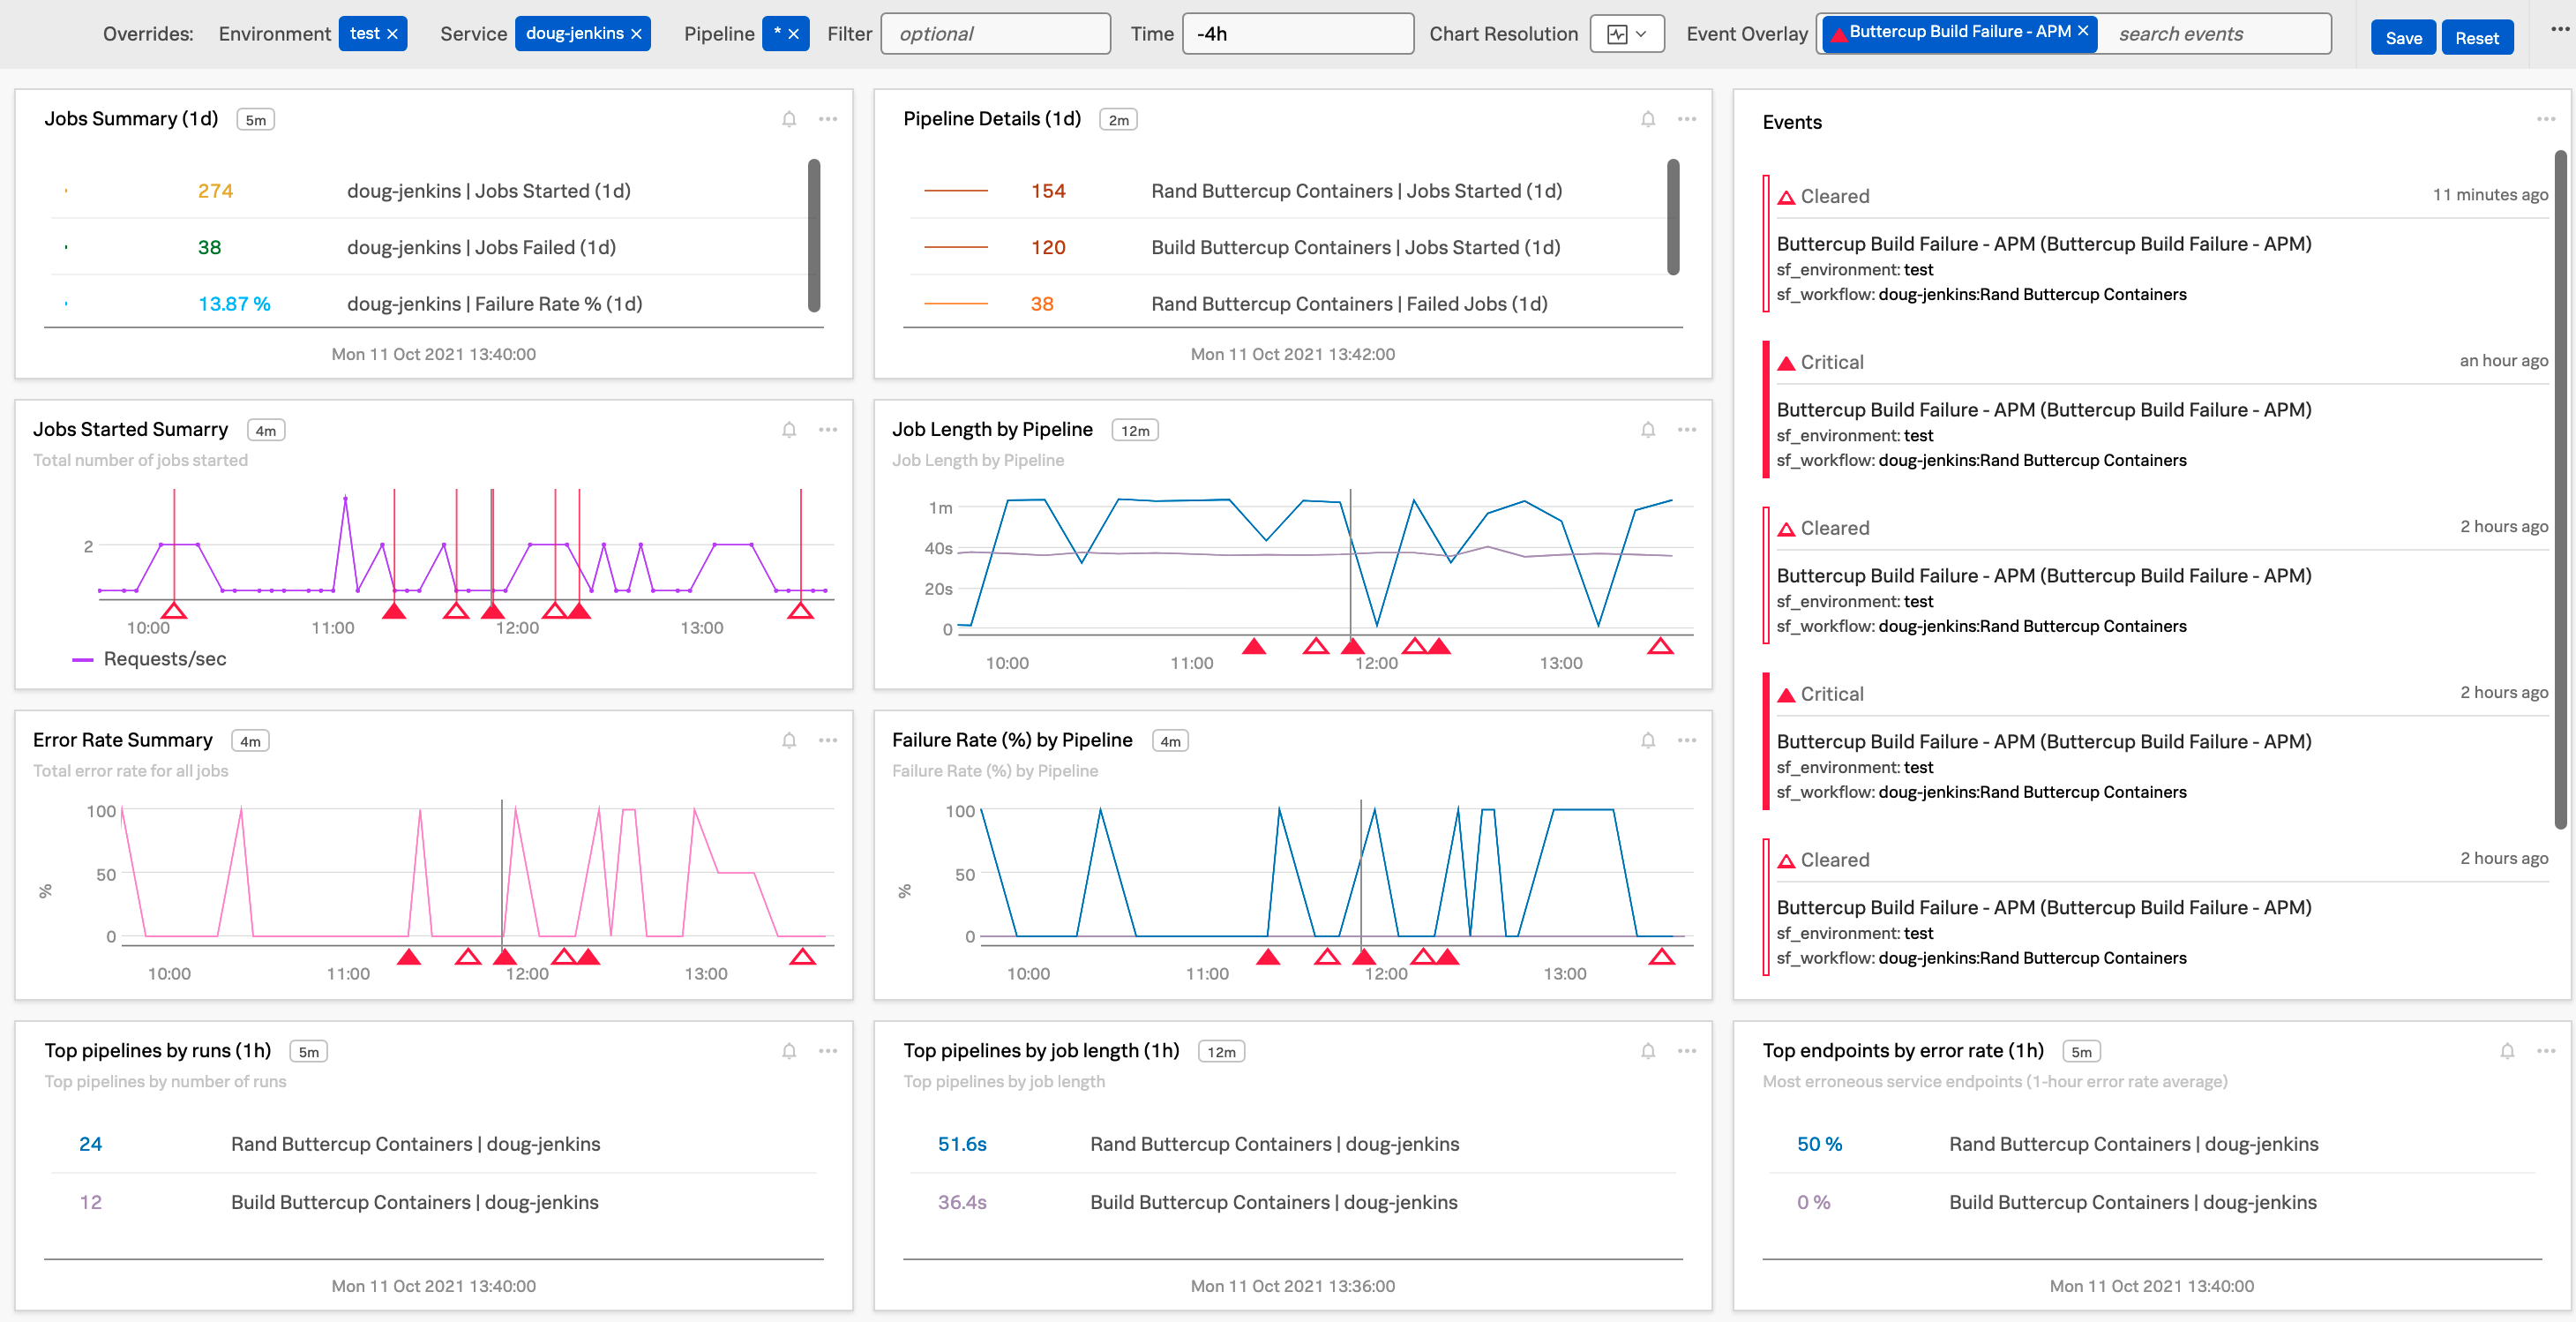 Overrides: Environment test × Service doug-jenkins × Pipeline * × Filter optional Time -4h Chart Resolution Event Overlay Buttercup Build Failure - APM × search events Save Reset
Jobs Summary (1d) 5m
274 doug-jenkins | Jobs Started (1d)
38 doug-jenkins | Jobs Failed (1d)
13.87 % doug-jenkins | Failure Rate % (1d)
Mon 11 Oct 2021 13:40:00
Pipeline Details (1d) 2m
154 Rand Buttercup Containers | Jobs Started (1d)
120 Build Buttercup Containers | Jobs Started (1d)
38 Rand Buttercup Containers | Failed Jobs (1d)
Mon 11 Oct 2021 13:42:00
Events
Cleared 11 minutes ago
Buttercup Build Failure - APM (Buttercup Build Failure - APM)
sf_environment: test
sf_workflow: doug-jenkins:Rand Buttercup Containers
Critical an hour ago
Buttercup Build Failure - APM (Buttercup Build Failure - APM)
sf_environment: test
sf_workflow: doug-jenkins:Rand Buttercup Containers
Cleared 2 hours ago
Buttercup Build Failure - APM (Buttercup Build Failure - APM)
sf_environment: test
sf_workflow: doug-jenkins:Rand Buttercup Containers
Critical 2 hours ago
Buttercup Build Failure - APM (Buttercup Build Failure - APM)
sf_environment: test
sf_workflow: doug-jenkins:Rand Buttercup Containers
Cleared 2 hours ago
Buttercup Build Failure - APM (Buttercup Build Failure - APM)
sf_environment: test
sf_workflow: doug-jenkins:Rand Buttercup Containers
Jobs Started Sumarry 4m
Total number of jobs started
2
10:00 11:00 12:00 13:00
Requests/sec
Job Length by Pipeline 12m
Job Length by Pipeline
1m
40s
20s
0
10:00 11:00 12:00 13:00
Error Rate Summary 4m
Total error rate for all jobs
100
50
%
0
10:00 11:00 12:00 13:00
Failure Rate (%) by Pipeline 4m
Failure Rate (%) by Pipeline
100
50
%
0
10:00 11:00 12:00 13:00
Top pipelines by runs (1h) 5m
Top pipelines by number of runs
24 Rand Buttercup Containers | doug-jenkins
12 Build Buttercup Containers | doug-jenkins
Mon 11 Oct 2021 13:40:00
Top pipelines by job length (1h) 12m
Top pipelines by job length
51.6s Rand Buttercup Containers | doug-jenkins
36.4s Build Buttercup Containers | doug-jenkins
Mon 11 Oct 2021 13:36:00
Top endpoints by error rate (1h) 5m
Most erroneous service endpoints (1-hour error rate average)
50 % Rand Buttercup Containers | doug-jenkins
0 % Build Buttercup Containers | doug-jenkins
Mon 11 Oct 2021 13:40:00